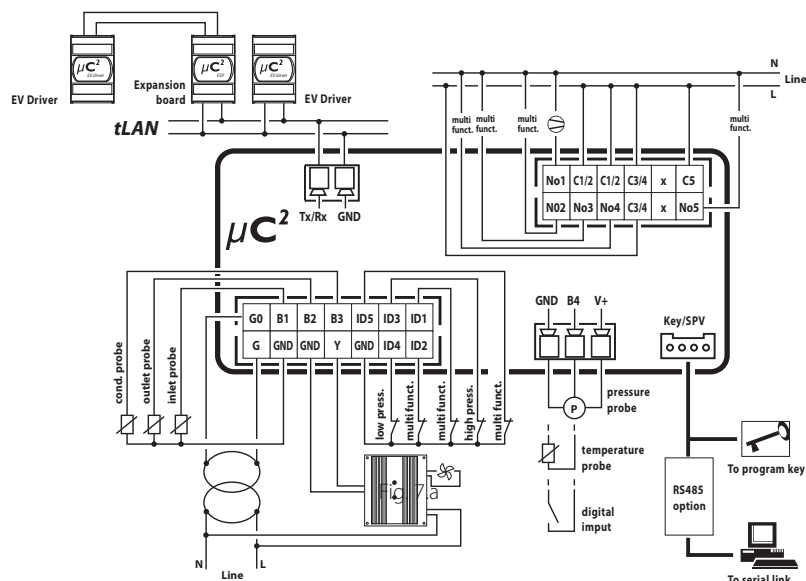 EV Driver
µC²
EV driver
Expansion
board
µC²
EXP
µC²
EV driver
EV Driver
tLAN
N
Line
L
multi
funct.
multi
funct.
multi
funct.
multi
funct.
Tx/Rx
GND
µC²
No1 C1/2 C1/2 C3/4 x C5
N02 No3 No4 C3/4 x No5
G0 B1 B2 B3 ID5 ID3 ID1
G GND GND Y GND ID4 ID2
GND B4 V+
Key/SPV
cond. probe
outlet probe
inlet probe
low press.
multi funct.
multi funct.
high press.
multi funct.
P
pressure
probe
temperature
probe
digital
imput
To program key
RS485
option
To serial link
Fig. 7.a
N
L
Line